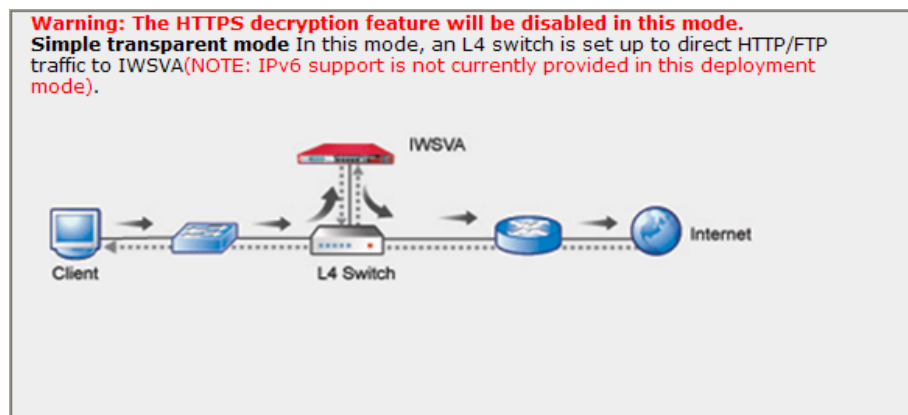 Warning: The HTTPS decryption feature will be disabled in this mode.
Simple transparent mode In this mode, an L4 switch is set up to direct HTTP/FTP
traffic to IWSVA(NOTE: IPv6 support is not currently provided in this deployment
mode).
IWSVA
Internet
Client
L4 Switch